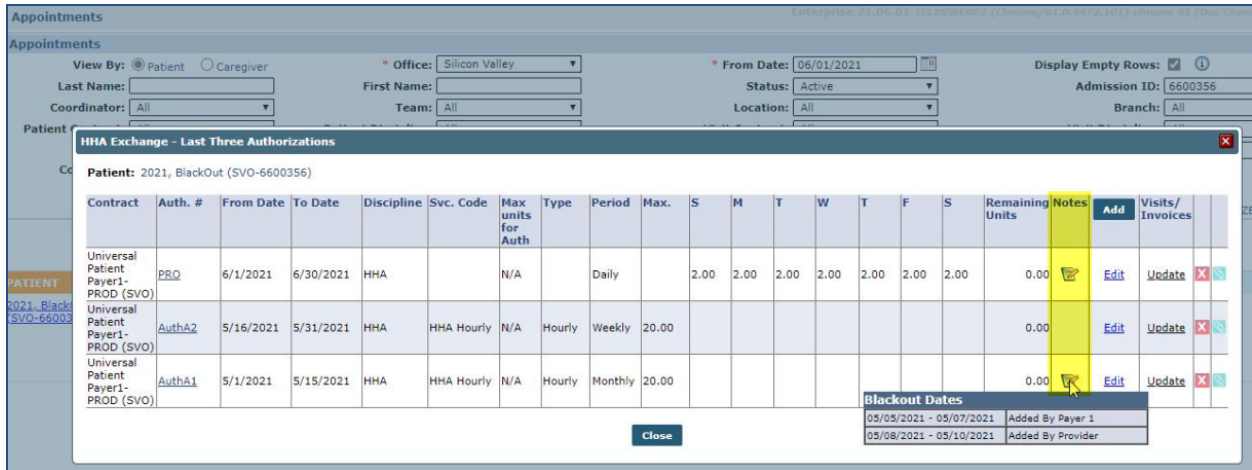 Appointments
Enterprise 21.06.01
Appointments
View By: Patient Caregiver * Office: Silicon Valley * From Date: 06/01/2021 Display Empty Rows:
Last Name: First Name: Status: Active Admission ID: 6600356
Coordinator: All Team: All Location: All Branch: All
HHA Exchange - Last Three Authorizations
Patient: 2021, BlackOut (SVO-6600356)
Contract Auth. # From Date To Date Discipline Svc. Code Max units for Auth Type Period Max. S M T W T F S Remaining Units Notes Add Visits/ Invoices
Universal Patient Payer1-PROD (SVO) PRO 6/1/2021 6/30/2021 HHA N/A Daily 2.00 2.00 2.00 2.00 2.00 2.00 2.00 0.00 Edit Update X
Universal Patient Payer1-PROD (SVO) AuthA2 5/16/2021 5/31/2021 HHA HHA Hourly N/A Hourly Weekly 20.00 0.00 Edit Update X
Universal Patient Payer1-PROD (SVO) AuthA1 5/1/2021 5/15/2021 HHA HHA Hourly N/A Hourly Monthly 20.00 0.00 Edit Update X
PATIENT
Blackout Dates
05/05/2021 - 05/07/2021 Added By Payer 1
05/08/2021 - 05/10/2021 Added By Provider
Close